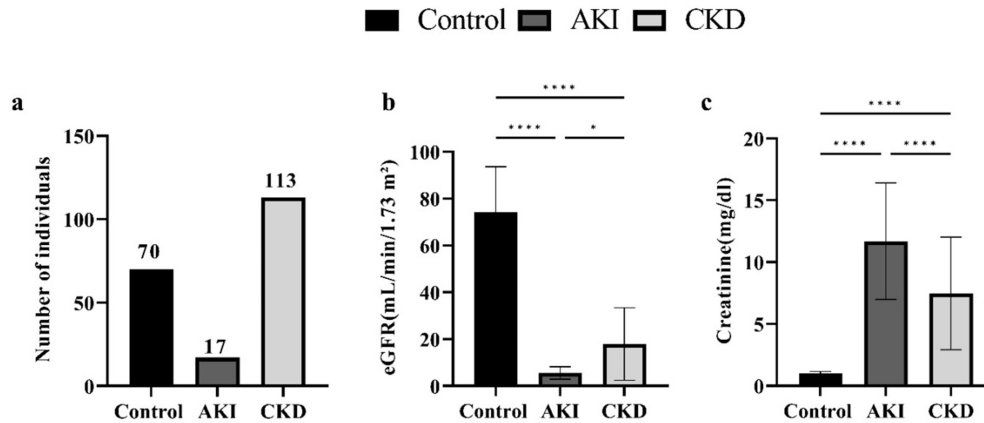 Control AKI CKD
a
Number of individuals
150
100
50
0
70
17
113
Control AKI CKD
b
eGFR(mL/min/1.73 m²)
100
80
60
40
20
0
****
**** *
Control AKI CKD
c
Creatinine(mg/dl)
20
15
10
5
0
****
**** ****
Control AKI CKD